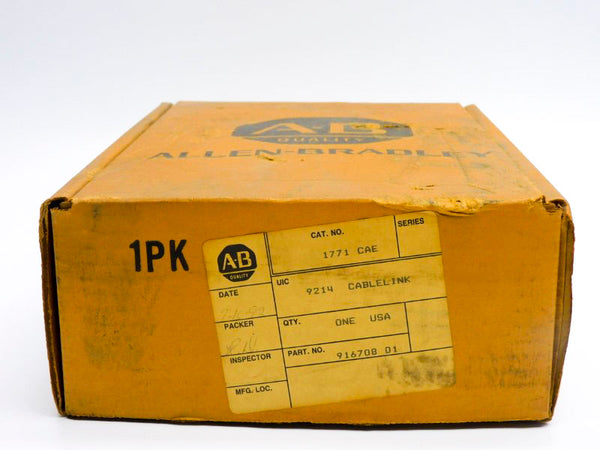 A-B
QUALITY
ALLEN-BRADLEY
1PK
A-B
QUALITY
CAT. NO.
SERIES
1771 CAE
DATE
UIC
9214 CABLELINK
PACKER
QTY.
ONE USA
INSPECTOR
PART. NO.
916708 01
MFG. LOC.